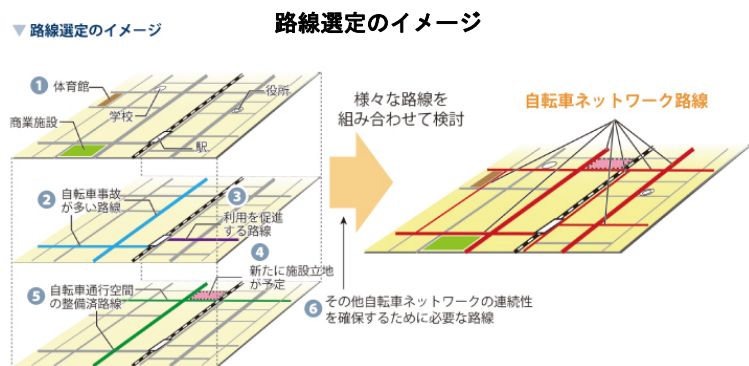 路線選定のイメージ
▼ 路線選定のイメージ
1 体育館
学校
役所
商業施設
駅
2 自転車事故
が多い路線
3
利用を促進
する路線
4
新たに施設立地
が予定
5 自転車通行空間
の整備済路線
様々な路線を
組み合わせて検討
6 その他自転車ネットワークの連続性
を確保するために必要な路線
自転車ネットワーク路線